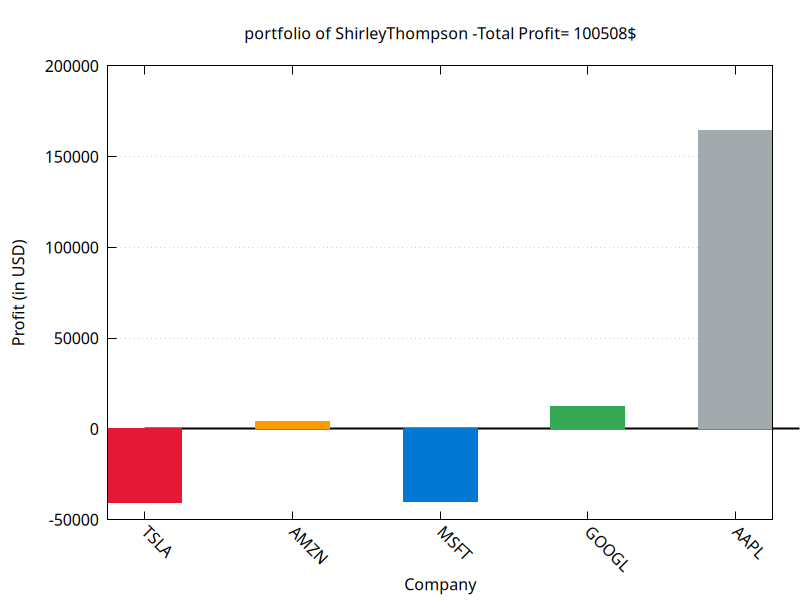 portfolio of ShirleyThompson -Total Profit= 100508$
200000
150000
100000
50000
0
-50000
Profit (in USD)
TSLA
AMZN
MSFT
GOOGL
AAPL
Company